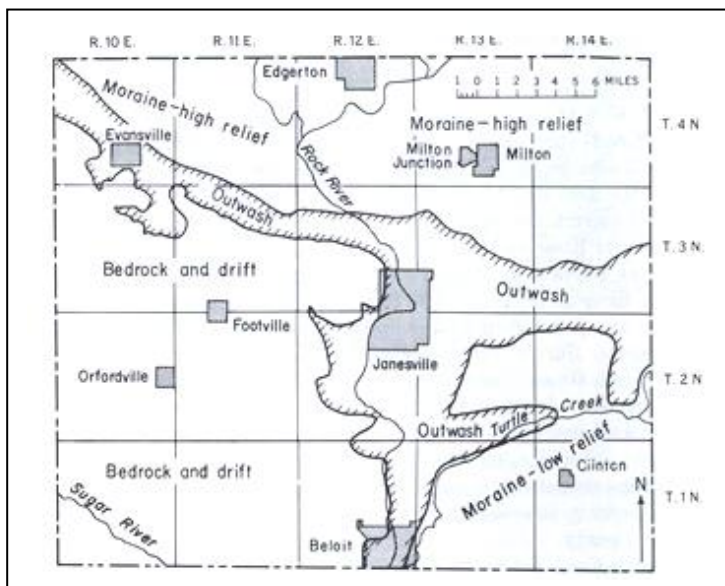 R. 10 E. R. 11 E. R. 12 E. R. 13 E. R. 14 E.
Edgerton
1 0 1 2 3 4 5 6 MILES
Moraine-high relief
Moraine-high relief
T. 4 N
Evansville
Milton
Junction
Milton
Rock River
Outwash
T. 3 N.
Bedrock and drift
Outwash
Footville
Janesville
Orfordville
T. 2 N
Creek
Outwash Turtle
Moraine-low relief
Bedrock and drift
Clinton
N
T. 1 N.
Sugar River
Beloit